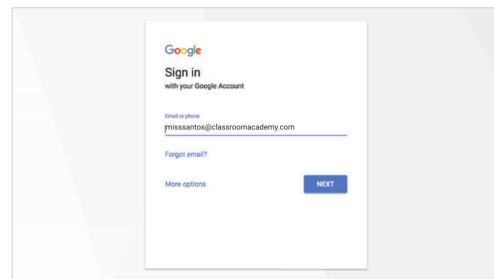 Google
Sign in
with your Google Account
Email or phone
misssantos@classroomacademy.com
Forgot email?
More options
NEXT